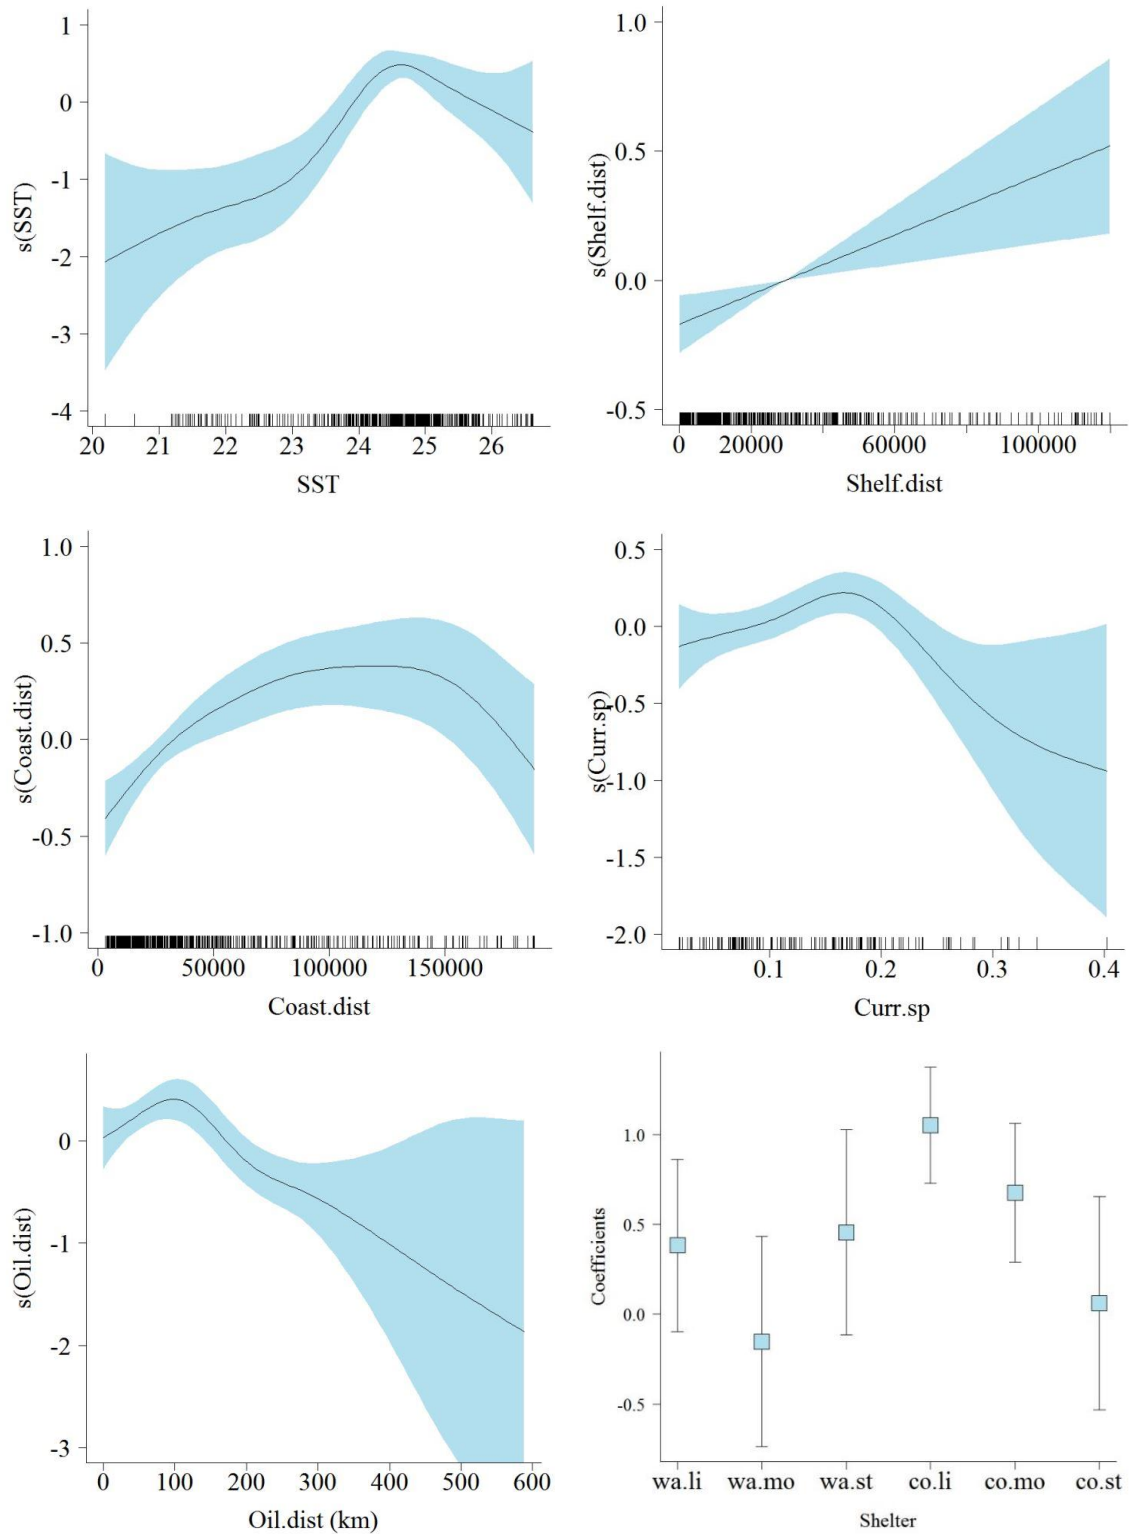 1
0
-1
-2
-3
-4
s(SST)
20 21 22 23 24 25 26
SST
1.0
0.5
0.0
-0.5
s(Shelf.dist)
0 20000 60000 100000
Shelf.dist
1.0
0.5
0.0
-0.5
-1.0
s(Coast.dist)
0 50000 100000 150000
Coast.dist
0.5
0.0
-0.5
-1.0
-1.5
-2.0
s(Curr.sp)
0.1 0.2 0.3 0.4
Curr.sp
0
-1
-2
-3
s(Oil.dist)
0 100 200 300 400 500 600
Oil.dist (km)
1.0
0.5
0.0
-0.5
Coefficients
wa.li wa.mo wa.st co.li co.mo co.st
Shelter